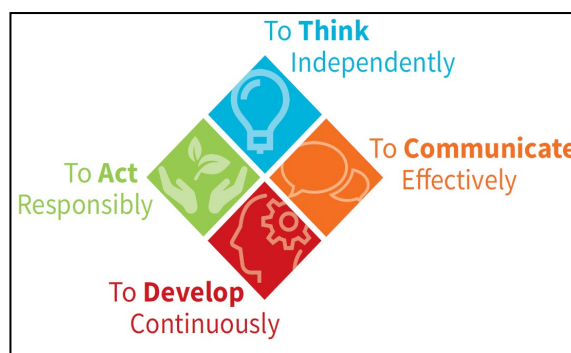 To Think
Independently
To Communicate
Effectively
To Act
Responsibly
To Develop
Continuously